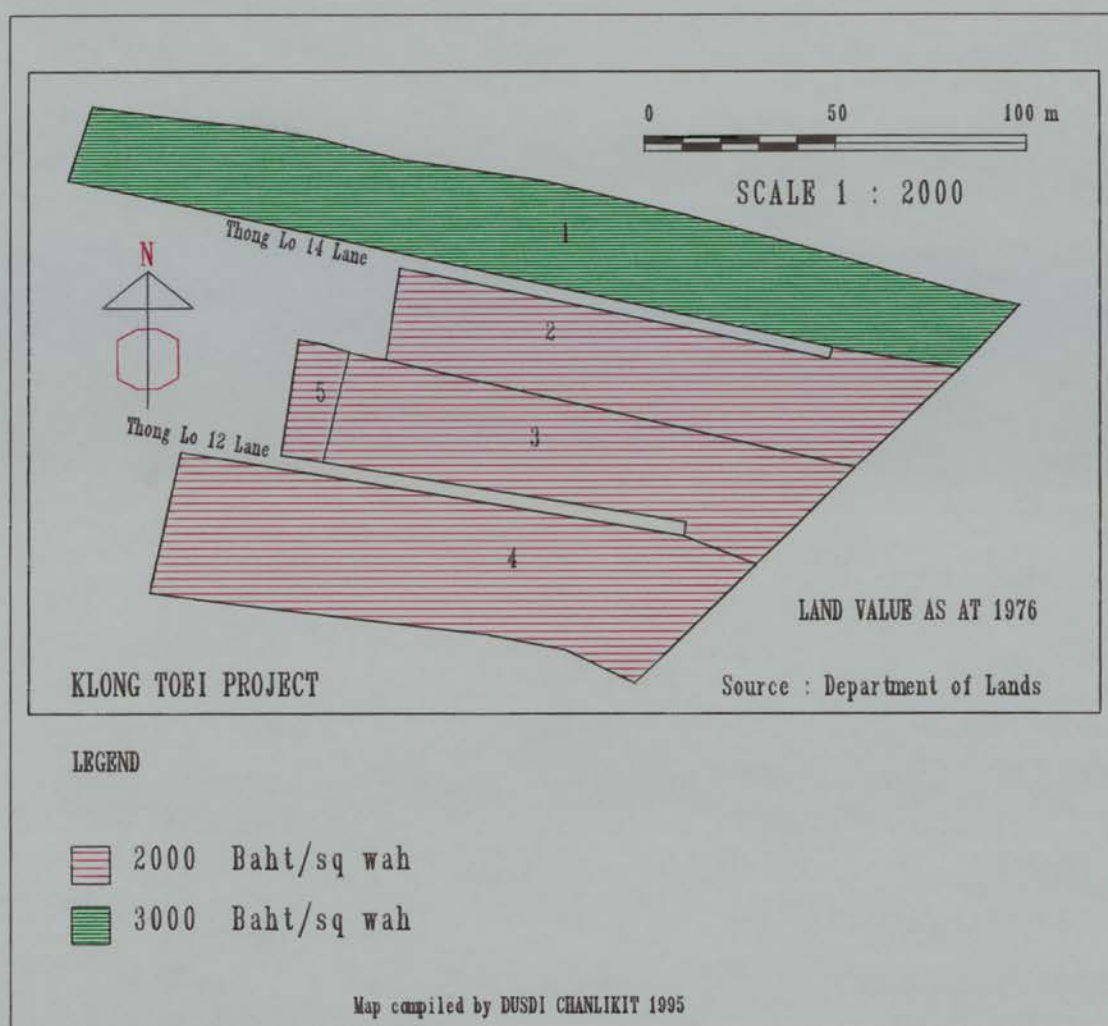 0 50 100 m
SCALE 1 : 2000
1
Thong Lo 14 Lane
N
2
5
3
Thong Lo 12 Lane
4
LAND VALUE AS AT 1976
KLONG TOEI PROJECT
Source : Department of Lands
LEGEND
2000 Baht/sq wah
3000 Baht/sq wah
Map compiled by DUSDI CHANLIKIT 1995